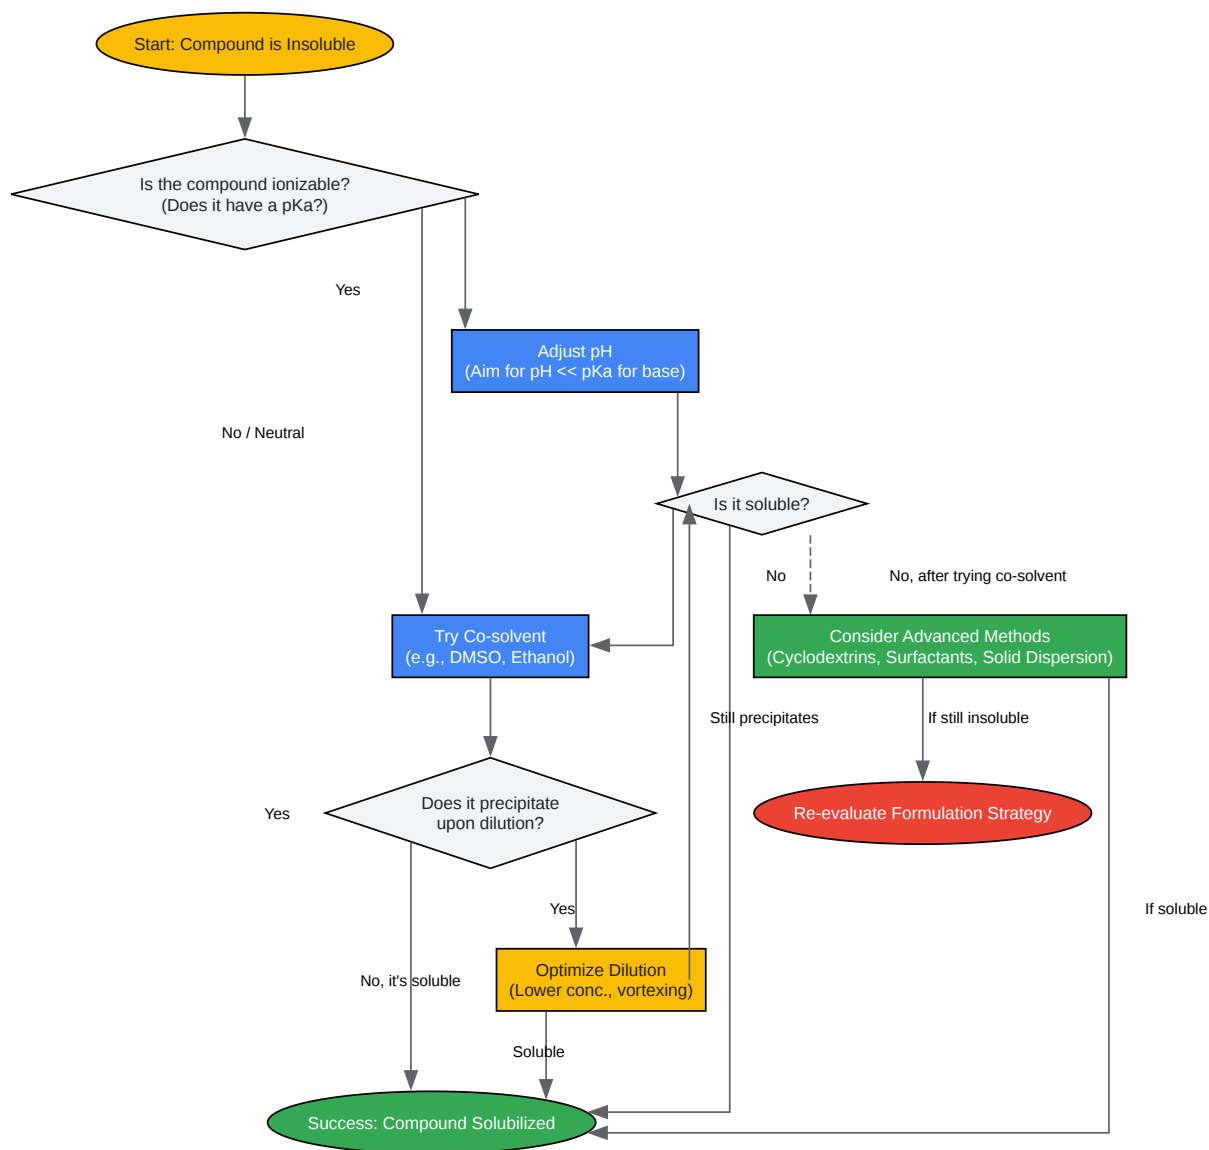 Start: Compound is Insoluble
Is the compound ionizable?
(Does it have a pKa?)
Yes
Adjust pH
(Aim for pH << pKa for base)
No / Neutral
Is it soluble?
No
No, after trying co-solvent
Try Co-solvent
(e.g., DMSO, Ethanol)
Consider Advanced Methods
(Cyclodextrins, Surfactants, Solid Dispersion)
Still precipitates
If still insoluble
Does it precipitate
upon dilution?
Yes
Re-evaluate Formulation Strategy
Yes
If soluble
No, it's soluble
Optimize Dilution
(Lower conc., vortexing)
Soluble
Success: Compound Solubilized